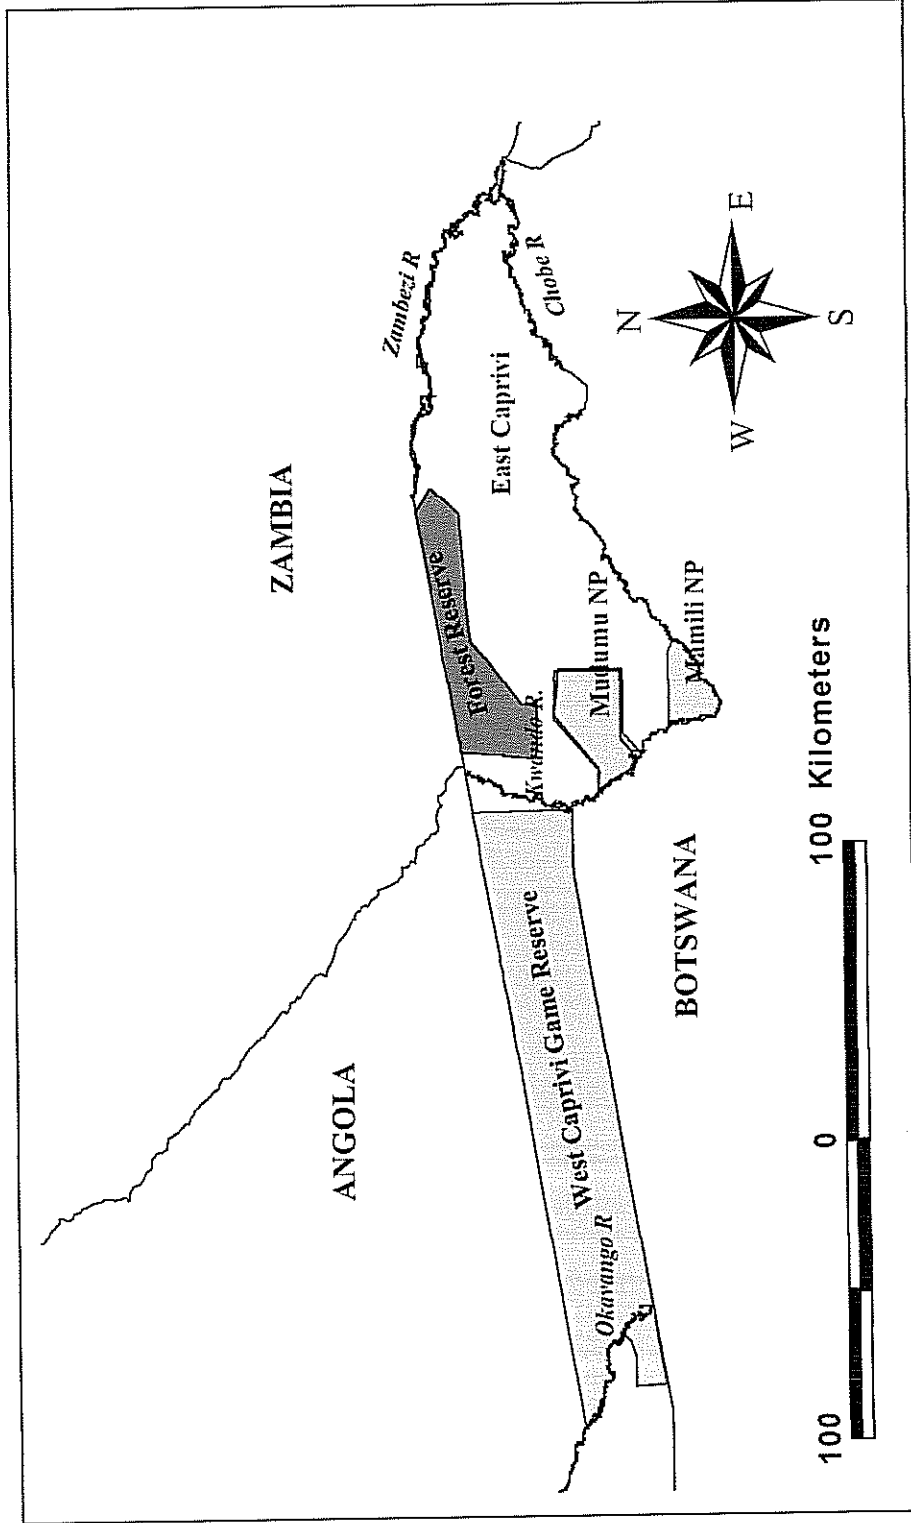 ZAMBIA
ANGOLA
Zambezi R
Forest Reserve
East Caprivi
Chobe R
Kwando R.
West Caprivi Game Reserve
Mudumu NP
Okavango R
Mamili NP
BOTSWANA
N
W
E
S
100
0
100 Kilometers